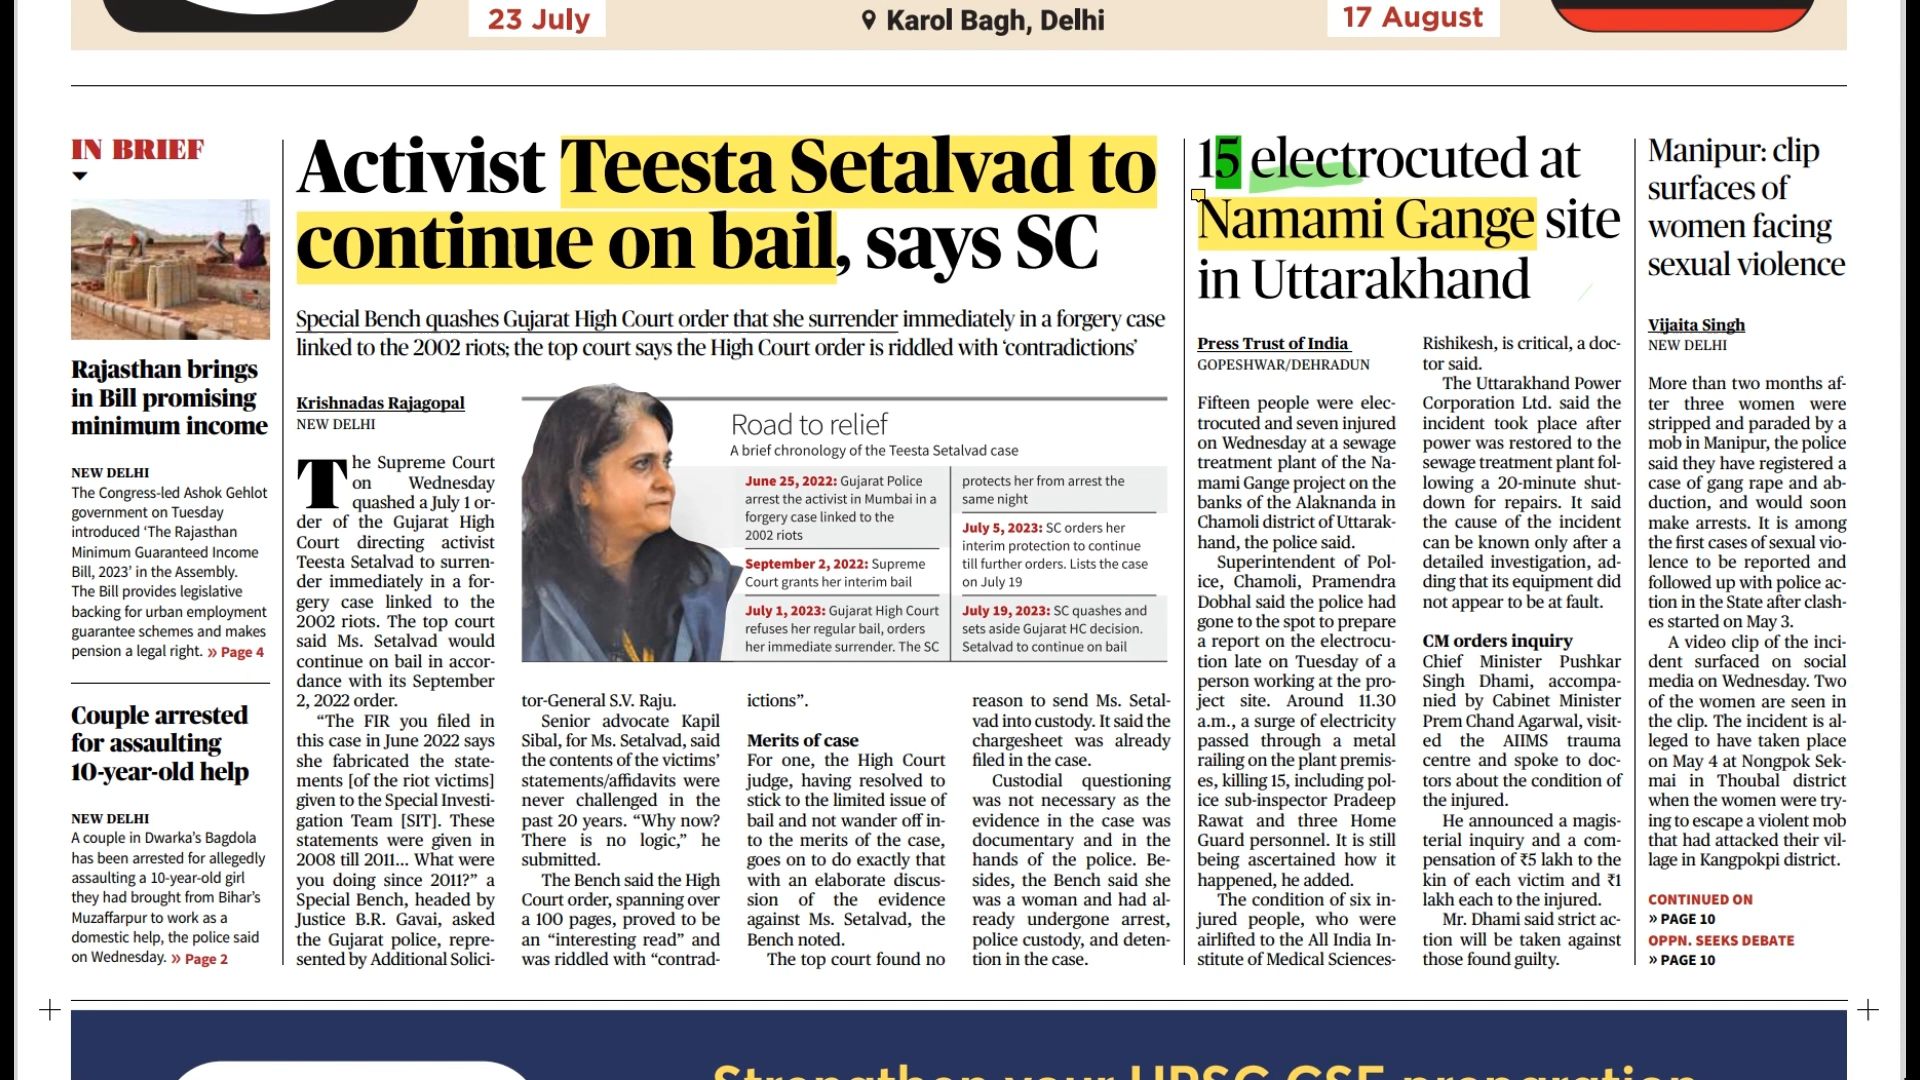 23 July
Karol Bagh, Delhi
17 August
IN BRIEF
Rajasthan brings
in Bill promising
minimum income
NEW DELHI
The Congress-led Ashok Gehlot
government on Tuesday
introduced ‘The Rajasthan
Minimum Guaranteed Income
Bill, 2023’ in the Assembly.
The Bill provides legislative
backing for urban employment
guarantee schemes and makes
pension a legal right. » Page 4
Couple arrested
for assaulting
10-year-old help
NEW DELHI
A couple in Dwarka’s Bagdola
has been arrested for allegedly
assaulting a 10-year-old girl
they had brought from Bihar’s
Muzaffarpur to work as a
domestic help, the police said
on Wednesday. » Page 2
Activist Teesta Setalvad to
continue on bail, says SC
Special Bench quashes Gujarat High Court order that she surrender immediately in a forgery case
linked to the 2002 riots; the top court says the High Court order is riddled with ‘contradictions’
Krishnadas Rajagopal
NEW DELHI
The Supreme Court
on Wednesday
quashed a July 1 or-
der of the Gujarat High
Court directing activist
Teesta Setalvad to surren-
der immediately in a for-
gery case linked to the
2002 riots. The top court
said Ms. Setalvad would
continue on bail in accor-
dance with its September
2, 2022 order.
“The FIR you filed in
this case in June 2022 says
she fabricated the state-
ments [of the riot victims]
given to the Special Investi-
gation Team [SIT]. These
statements were given in
2008 till 2011... What were
you doing since 2011?” a
Special Bench, headed by
Justice B.R. Gavai, asked
the Gujarat police, repre-
sented by Additional Solici-
Road to relief
A brief chronology of the Teesta Setalvad case
June 25, 2022: Gujarat Police
arrest the activist in Mumbai in a
forgery case linked to the
2002 riots
September 2, 2022: Supreme
Court grants her interim bail
July 1, 2023: Gujarat High Court
refuses her regular bail, orders
her immediate surrender. The SC
protects her from arrest the
same night
July 5, 2023: SC orders her
interim protection to continue
till further orders. Lists the case
on July 19
July 19, 2023: SC quashes and
sets aside Gujarat HC decision.
Setalvad to continue on bail
tor-General S.V. Raju.
Senior advocate Kapil
Sibal, for Ms. Setalvad, said
the contents of the victims’
statements/affidavits were
never challenged in the
past 20 years. “Why now?
There is no logic,” he
submitted.
The Bench said the High
Court order, spanning over
a 100 pages, proved to be
an “interesting read” and
was riddled with “contrad-
ictions”.
Merits of case
For one, the High Court
judge, having resolved to
stick to the limited issue of
bail and not wander off in-
to the merits of the case,
goes on to do exactly that
with an elaborate discus-
sion of the evidence
against Ms. Setalvad, the
Bench noted.
The top court found no
reason to send Ms. Setal-
vad into custody. It said the
chargesheet was already
filed in the case.
Custodial questioning
was not necessary as the
evidence in the case was
documentary and in the
hands of the police. Be-
sides, the Bench said she
was a woman and had al-
ready undergone arrest,
police custody, and deten-
tion in the case.
15 electrocuted at
Namami Gange site
in Uttarakhand
Press Trust of India
GOPESHWAR/DEHRADUN
Fifteen people were elec-
trocuted and seven injured
on Wednesday at a sewage
treatment plant of the Na-
mami Gange project on the
banks of the Alaknanda in
Chamoli district of Uttarak-
hand, the police said.
Superintendent of Pol-
ice, Chamoli, Pramendra
Dobhal said the police had
gone to the spot to prepare
a report on the electrocu-
tion late on Tuesday of a
person working at the pro-
ject site. Around 11.30
a.m., a surge of electricity
passed through a metal
railing on the plant premis-
es, killing 15, including pol-
ice sub-inspector Pradeep
Rawat and three Home
Guard personnel. It is still
being ascertained how it
happened, he added.
The condition of six in-
jured people, who were
airlifted to the All India In-
stitute of Medical Sciences-
Rishikesh, is critical, a doc-
tor said.
The Uttarakhand Power
Corporation Ltd. said the
incident took place after
power was restored to the
sewage treatment plant fol-
lowing a 20-minute shut-
down for repairs. It said
the cause of the incident
can be known only after a
detailed investigation, ad-
ding that its equipment did
not appear to be at fault.
CM orders inquiry
Chief Minister Pushkar
Singh Dhami, accompa-
nied by Cabinet Minister
Prem Chand Agarwal, visit-
ed the AIIMS trauma
centre and spoke to doc-
tors about the condition of
the injured.
He announced a magis-
terial inquiry and a com-
pensation of ₹5 lakh to the
kin of each victim and ₹1
lakh each to the injured.
Mr. Dhami said strict ac-
tion will be taken against
those found guilty.
Manipur: clip
surfaces of
women facing
sexual violence
Vijaita Singh
NEW DELHI
More than two months af-
ter three women were
stripped and paraded by a
mob in Manipur, the police
said they have registered a
case of gang rape and ab-
duction, and would soon
make arrests. It is among
the first cases of sexual vio-
lence to be reported and
followed up with police ac-
tion in the State after clash-
es started on May 3.
A video clip of the inci-
dent surfaced on social
media on Wednesday. Two
of the women are seen in
the clip. The incident is al-
leged to have taken place
on May 4 at Nongpok Sek-
mai in Thoubal district
when the women were try-
ing to escape a violent mob
that had attacked their vil-
lage in Kangpokpi district.
CONTINUED ON
» PAGE 10
OPPN. SEEKS DEBATE
» PAGE 10
Strengthen your UPSC CSE preparation